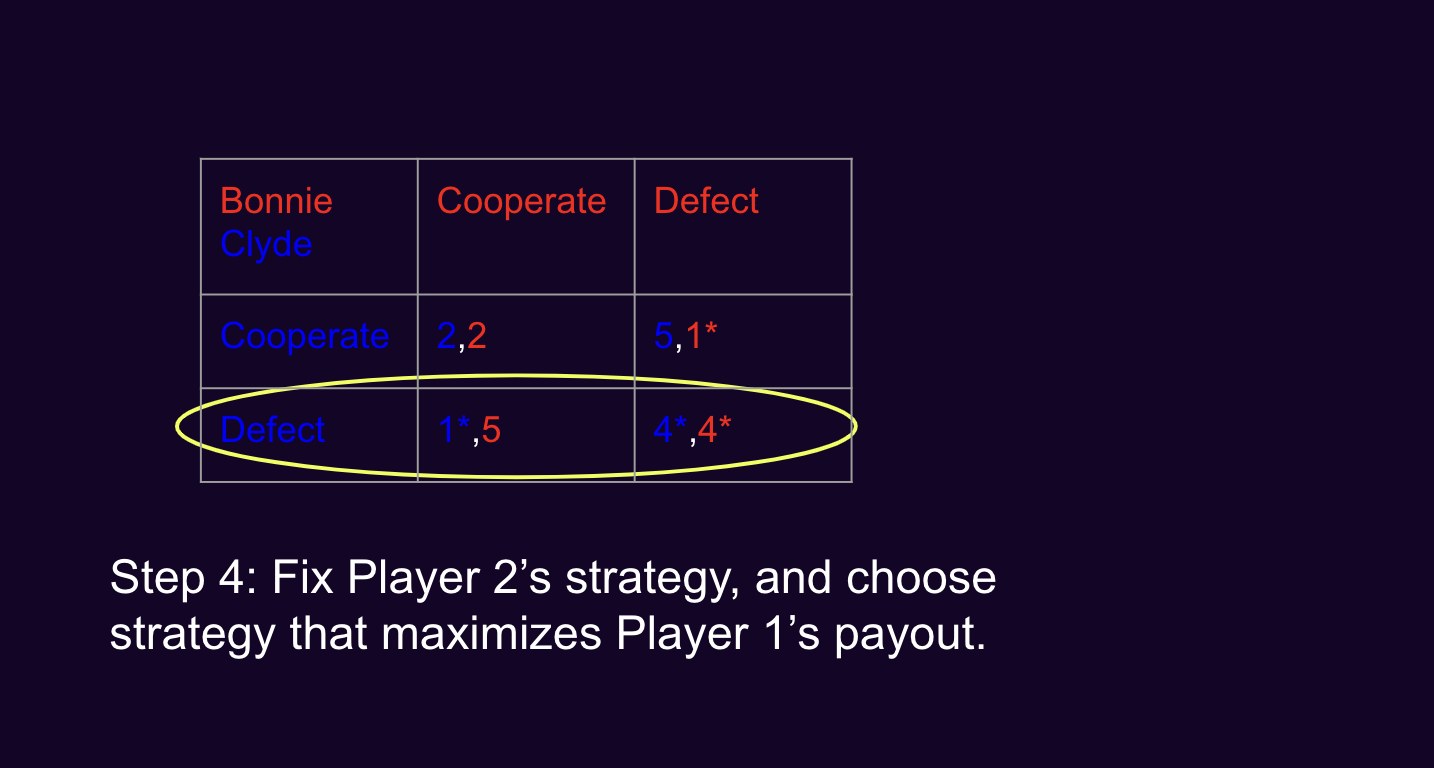 Bonnie Cooperate Defect
Clyde
Cooperate 2,2 5,1*
Defect 1*,5 4*,4*
Step 4: Fix Player 2’s strategy, and choose
strategy that maximizes Player 1’s payout.